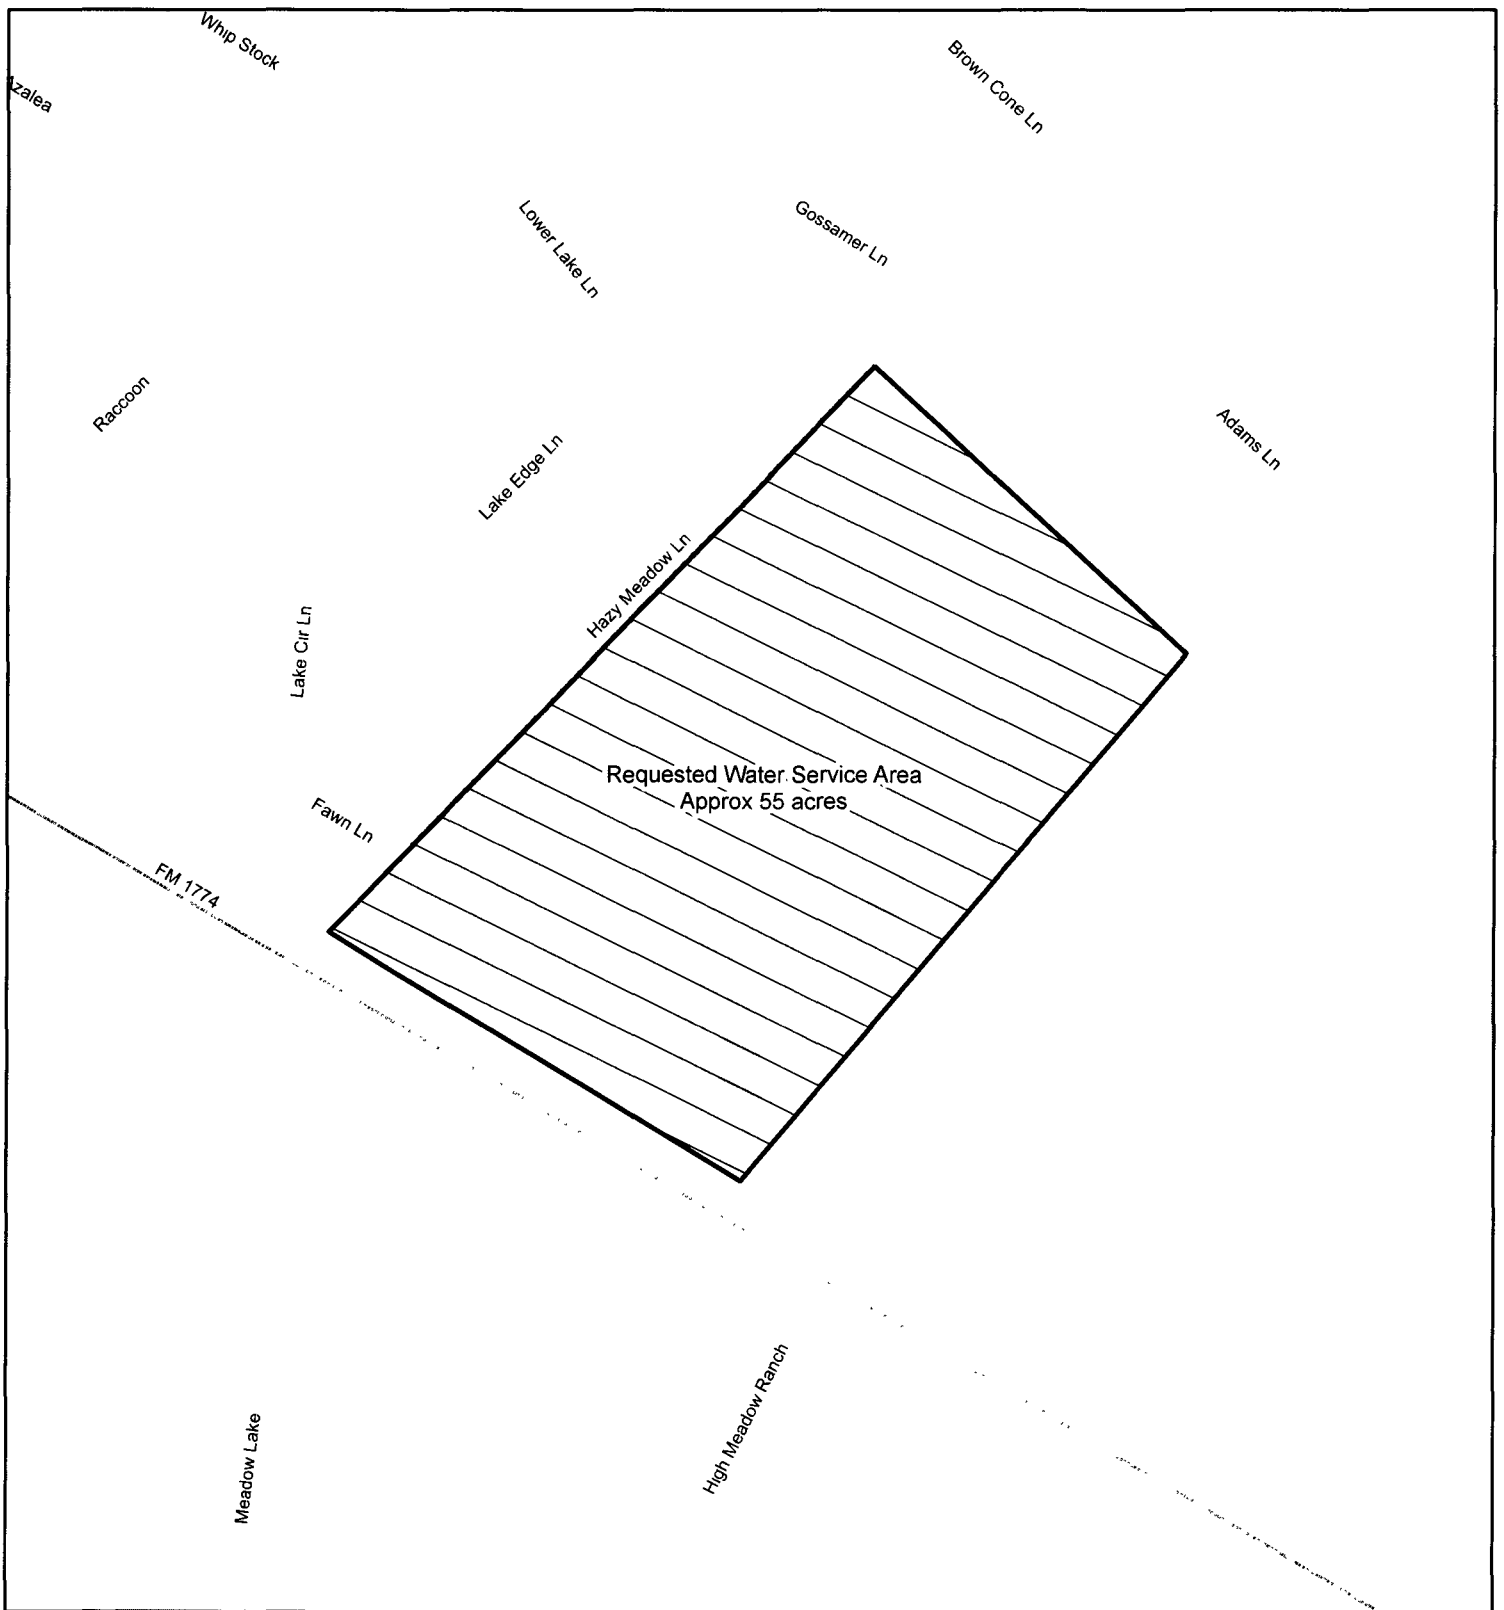 Whip Stock
Azalea
Brown Cone Ln
Lower Lake Ln
Gossamer Ln
Raccoon
Lake Edge Ln
Adams Ln
Hazy Meadow Ln
Lake Cir Ln
Requested Water Service Area
Approx 55 acres
Fawn Ln
FM 1774
High Meadow Ranch
Meadow Lake